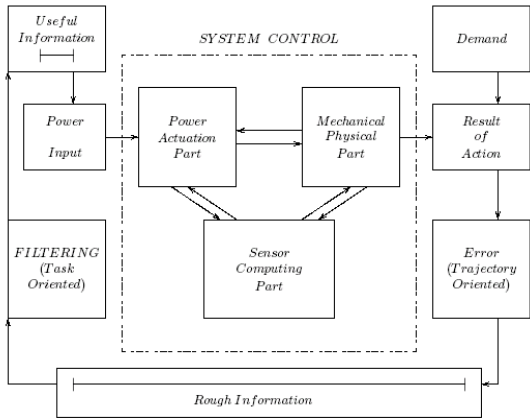 Useful
Information
SYSTEM CONTROL
Demand
Power
Input
Power
Actuation
Part
Mechanical
Physical
Part
Result
of
Action
FILTERING
(Task
Oriented)
Sensor
Computing
Part
Error
(Trajectory
Oriented)
Rough Information